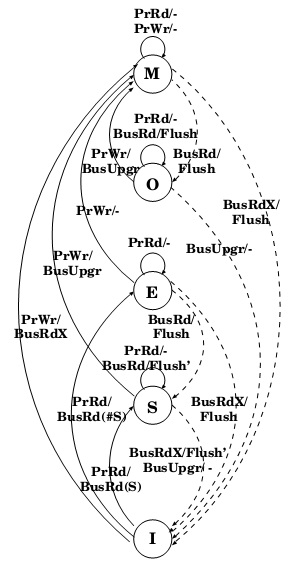 PrRd/-
PrWr/-
M
PrRd/-
BusRd/Flush
PrWr/
BusUpgr
BusRd/
Flush
O
BusRdX/
Flush
PrWr/-
BusUpgr/-
PrRd/-
PrWr/
BusUpgr
E
PrWr/
BusRdX
BusRd/
Flush
PrRd/-
BusRd/Flush'
PrRd/
BusRd(#S)
S
BusRdX/
Flush
BusRdX/Flush'
BusUpgr/-
PrRd/
BusRd(S)
I